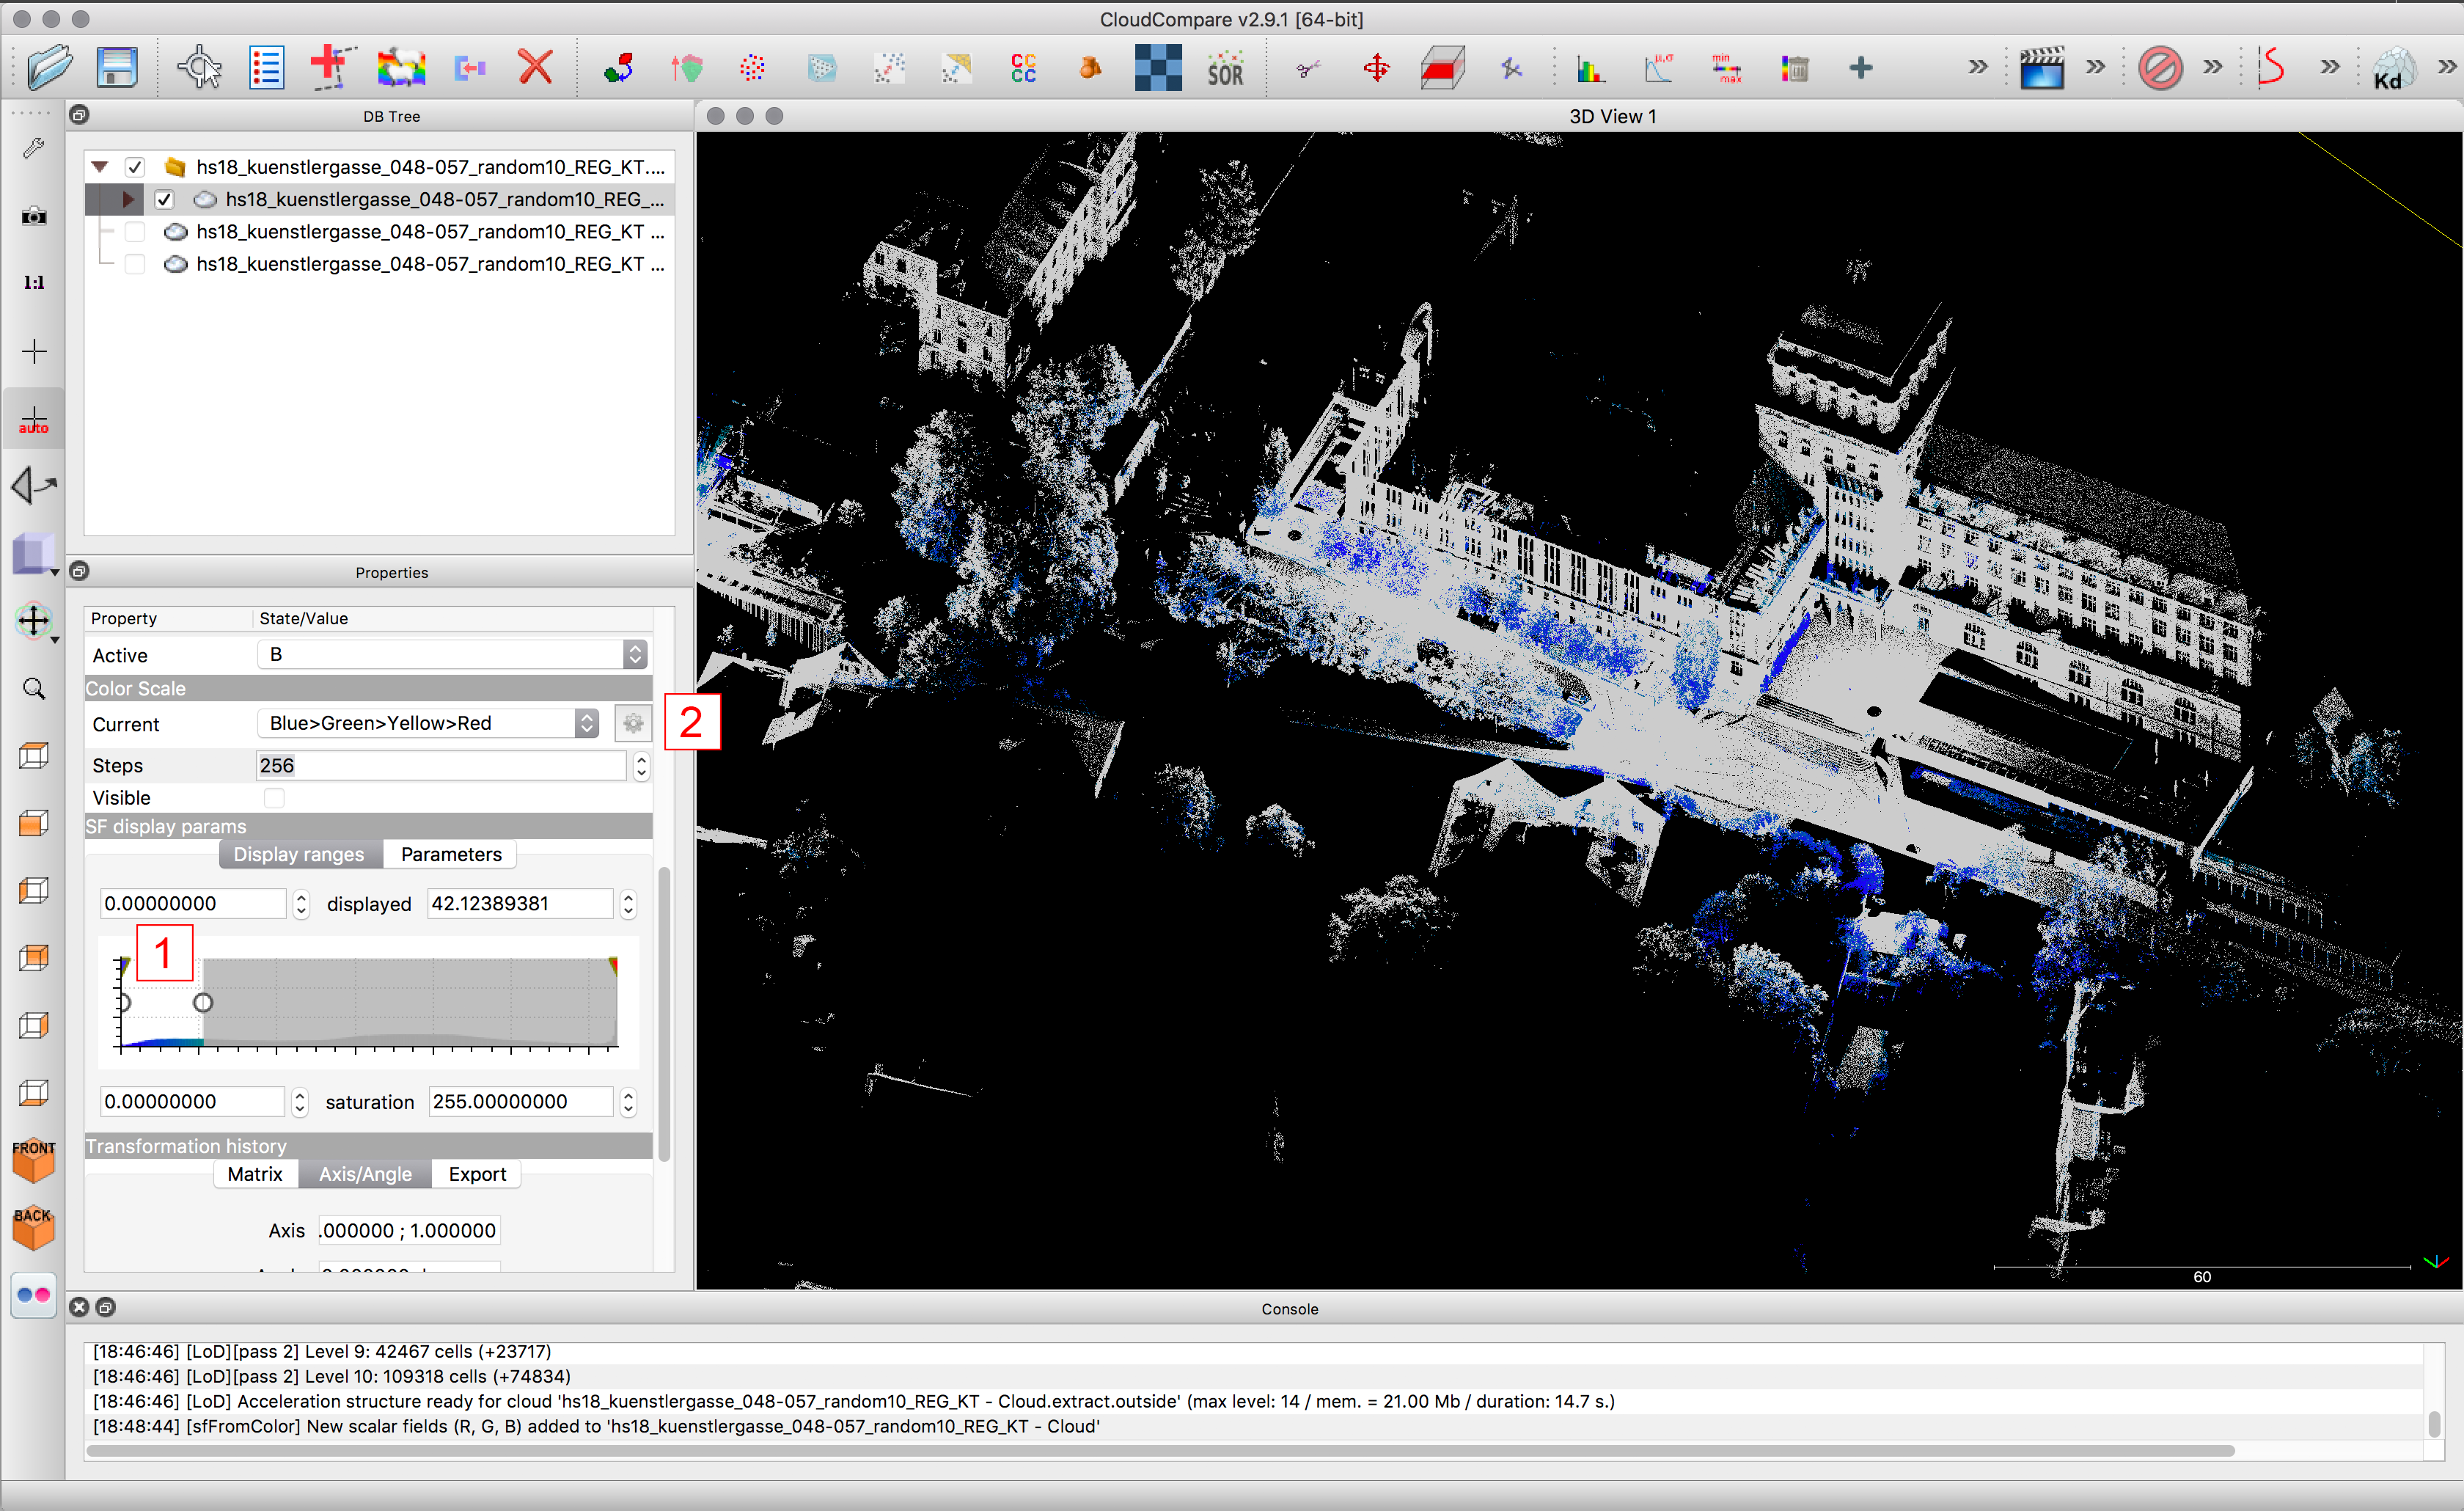 CloudCompare v2.9.1 [64-bit]
CC
CC
SOR
μ,σ
min
max
Kd
DB Tree
3D View 1
hs18_kuenstlergasse_048-057_random10_REG_KT....
hs18_kuenstlergasse_048-057_random10_REG_...
hs18_kuenstlergasse_048-057_random10_REG_KT ...
hs18_kuenstlergasse_048-057_random10_REG_KT ...
1:1
auto
Properties
Property State/Value
Active B
Color Scale
Current Blue>Green>Yellow>Red
2
Steps 256
Visible
SF display params
Display ranges Parameters
0.00000000 displayed 42.12389381
1
0.00000000 saturation 255.00000000
Transformation history
Matrix Axis/Angle Export
Axis .000000 ; 1.000000
FRONT
BACK
60
Console
[18:46:46] [LoD][pass 2] Level 9: 42467 cells (+23717)
[18:46:46] [LoD][pass 2] Level 10: 109318 cells (+74834)
[18:46:46] [LoD] Acceleration structure ready for cloud 'hs18_kuenstlergasse_048-057_random10_REG_KT - Cloud.extract.outside' (max level: 14 / mem. = 21.00 Mb / duration: 14.7 s.)
[18:48:44] [sfFromColor] New scalar fields (R, G, B) added to 'hs18_kuenstlergasse_048-057_random10_REG_KT - Cloud'